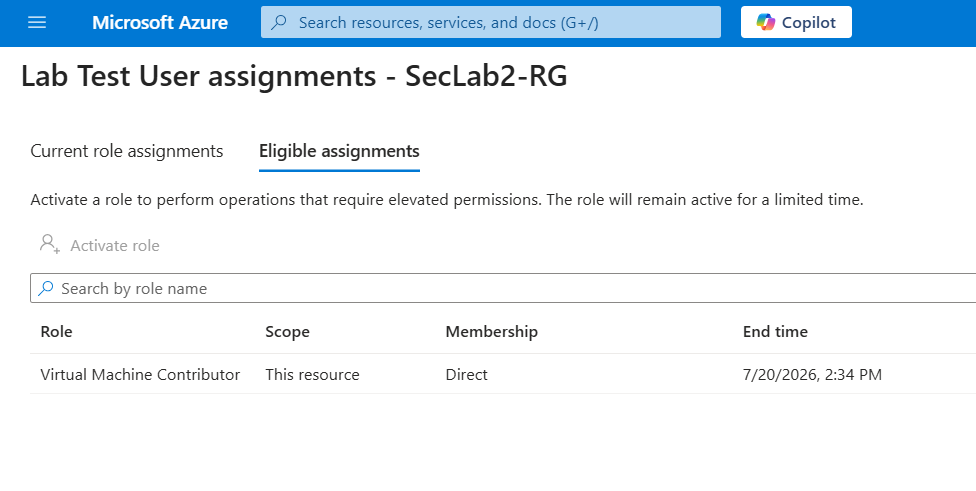 Microsoft Azure Search resources, services, and docs (G+/) Copilot
Lab Test User assignments - SecLab2-RG
Current role assignments Eligible assignments
Activate a role to perform operations that require elevated permissions. The role will remain active for a limited time.
Activate role
Search by role name
Role Scope Membership End time
Virtual Machine Contributor This resource Direct 7/20/2026, 2:34 PM